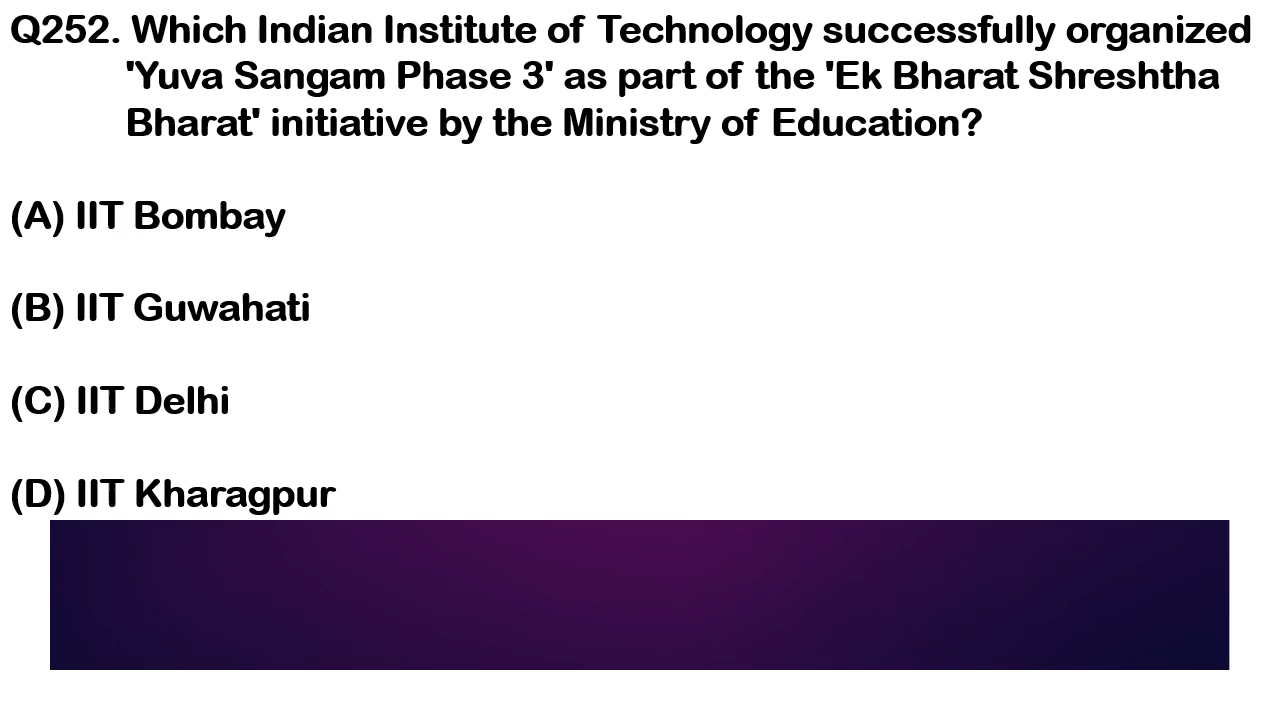 Q252. Which Indian Institute of Technology successfully organized
'Yuva Sangam Phase 3' as part of the 'Ek Bharat Shreshtha
Bharat' initiative by the Ministry of Education?
(A) IIT Bombay
(B) IIT Guwahati
(C) IIT Delhi
(D) IIT Kharagpur